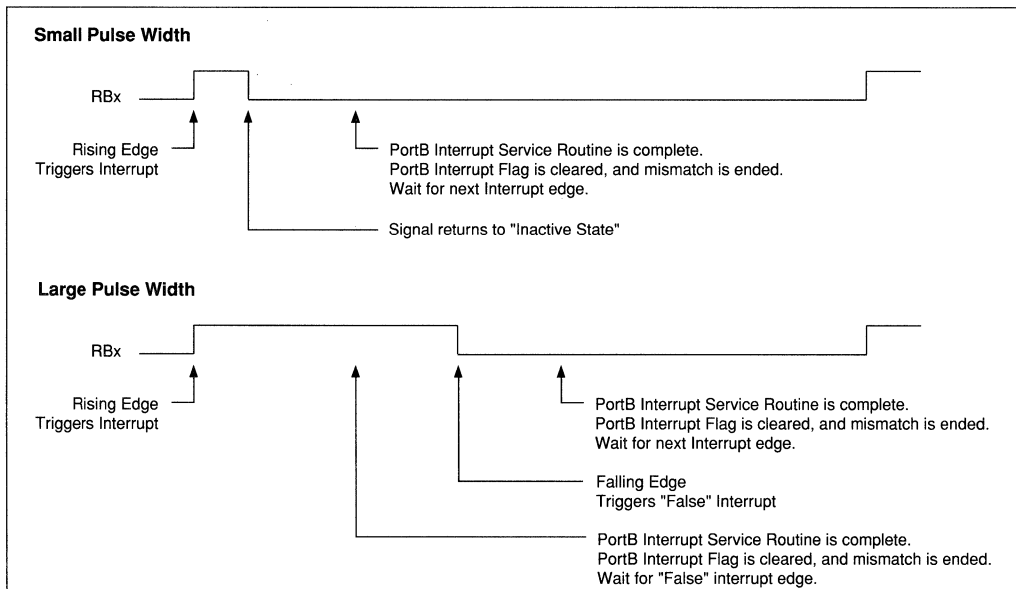 Small Pulse Width
RBx
Rising Edge
Triggers Interrupt
PortB Interrupt Service Routine is complete.
PortB Interrupt Flag is cleared, and mismatch is ended.
Wait for next Interrupt edge.
Signal returns to "Inactive State"
Large Pulse Width
RBx
Rising Edge
Triggers Interrupt
PortB Interrupt Service Routine is complete.
PortB Interrupt Flag is cleared, and mismatch is ended.
Wait for next Interrupt edge.
Falling Edge
Triggers "False" Interrupt
PortB Interrupt Service Routine is complete.
PortB Interrupt Flag is cleared, and mismatch is ended.
Wait for "False" interrupt edge.